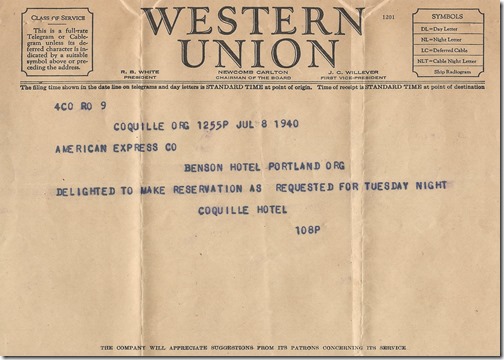 CLASS OF SERVICE
This is a full-rate
Telegram or Cable-
gram unless its de-
ferred character is
indicated by a suitable
symbol above or pre-
ceding the address.
WESTERN
UNION
1201
SYMBOLS
DL=Day Letter
NL=Night Letter
LC=Deferred Cable
NLT=Cable Night Letter
Ship Radiogram
R. B. WHITE
PRESIDENT
NEWCOMB CARLTON
CHAIRMAN OF THE BOARD
J. C. WILLEVER
FIRST VICE-PRESIDENT
The filing time shown in the date line on telegrams and day letters is STANDARD TIME at point of origin. Time of receipt is STANDARD TIME at point of destination
4CO RO 9
COQUILLE ORG 1255P JUL 8 1940
AMERICAN EXPRESS CO
BENSON HOTEL PORTLAND ORG
DELIGHTED TO MAKE RESERVATION AS REQUESTED FOR TUESDAY NIGHT
COQUILLE HOTEL
108P
THE COMPANY WILL APPRECIATE SUGGESTIONS FROM ITS PATRONS CONCERNING ITS SERVICE